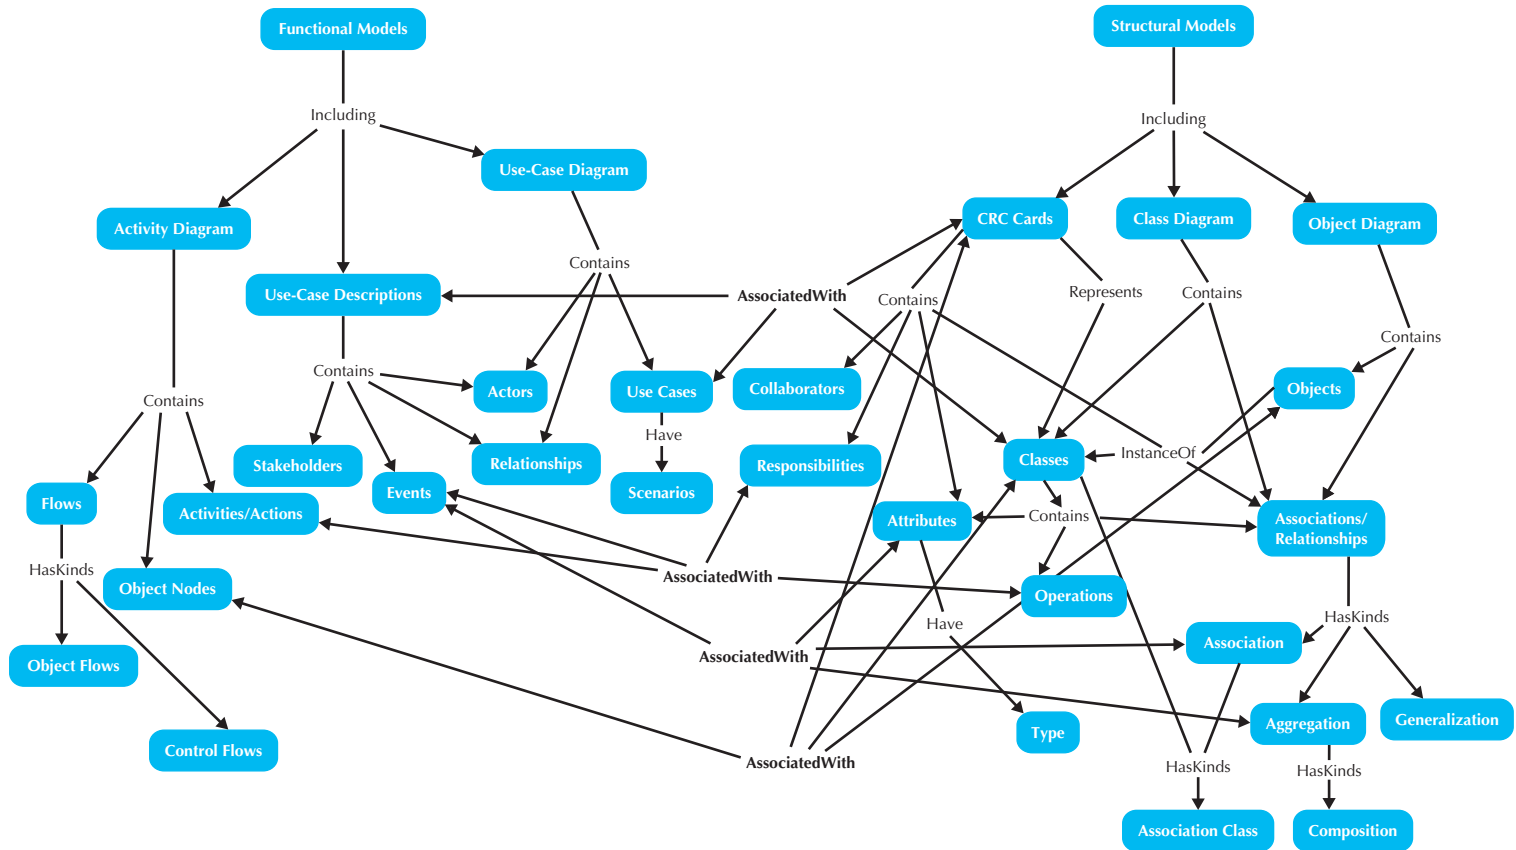 Functional Models
Structural Models
Including
Including
Use-Case Diagram
Activity Diagram
CRC Cards
Class Diagram
Object Diagram
Contains
Use-Case Descriptions
AssociatedWith
Contains
Represents
Contains
Contains
Contains
Actors
Use Cases
Collaborators
Objects
Contains
Have
Stakeholders
Relationships
Responsibilities
Classes
InstanceOf
Events
Scenarios
Flows
Activities/Actions
Attributes
Contains
Associations/
Relationships
HasKinds
Object Nodes
AssociatedWith
Operations
Have
HasKinds
Object Flows
AssociatedWith
Association
Type
Aggregation
Generalization
Control Flows
AssociatedWith
HasKinds
HasKinds
Association Class
Composition